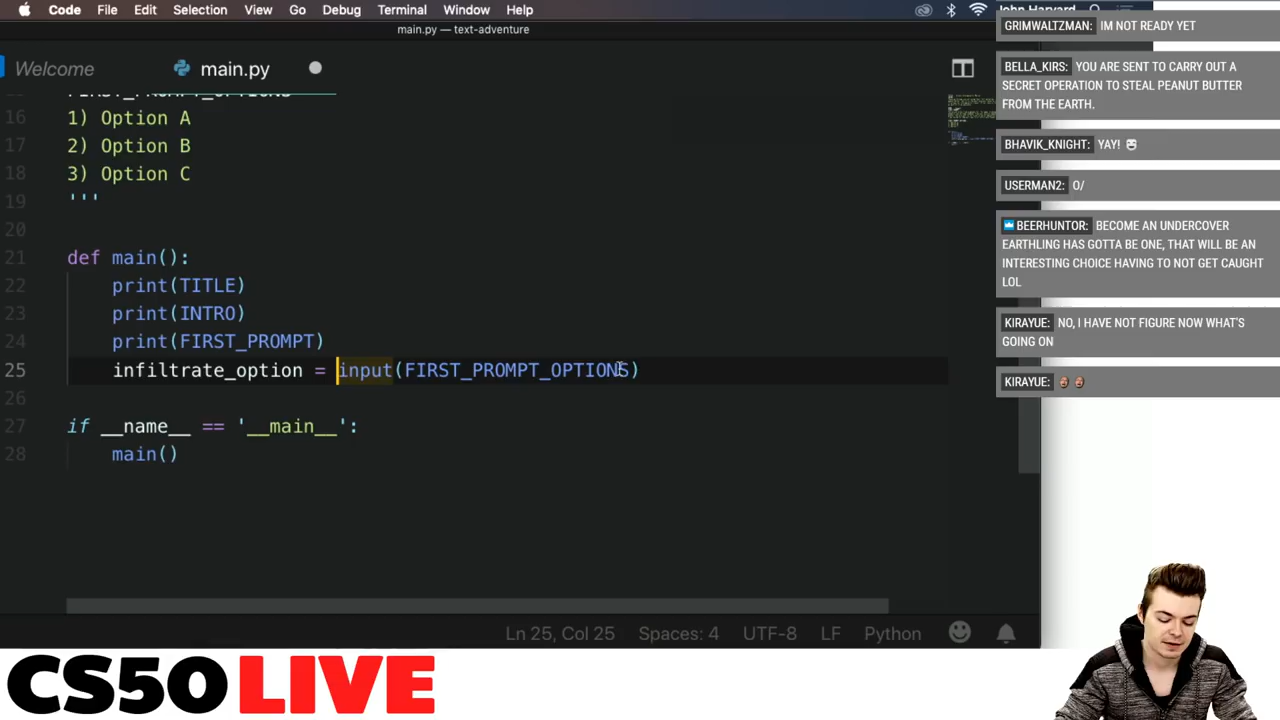 Code File Edit Selection View Go Debug Terminal Window Help
main.py — text-adventure
Welcome main.py
FIRST_PROMPT_OPTIONS
16 1) Option A
17 2) Option B
18 3) Option C
19 '''
20
21 def main():
22 print(TITLE)
23 print(INTRO)
24 print(FIRST_PROMPT)
25 infiltrate_option = input(FIRST_PROMPT_OPTIONS)
26
27 if __name__ == '__main__':
28 main()
Ln 25, Col 25 Spaces: 4 UTF-8 LF Python
CS50 LIVE
John Harvard
GRIMWALTZMAN: IM NOT READY YET
BELLA_KIRS: YOU ARE SENT TO CARRY OUT A
SECRET OPERATION TO STEAL PEANUT BUTTER
FROM THE EARTH.
BHAVIK_KNIGHT: YAY!
USERMAN2: O/
BEERHUNTOR: BECOME AN UNDERCOVER
EARTHLING HAS GOTTA BE ONE, THAT WILL BE AN
INTERESTING CHOICE HAVING TO NOT GET CAUGHT
LOL
KIRAYUE: NO, I HAVE NOT FIGURE NOW WHAT'S
GOING ON
KIRAYUE: